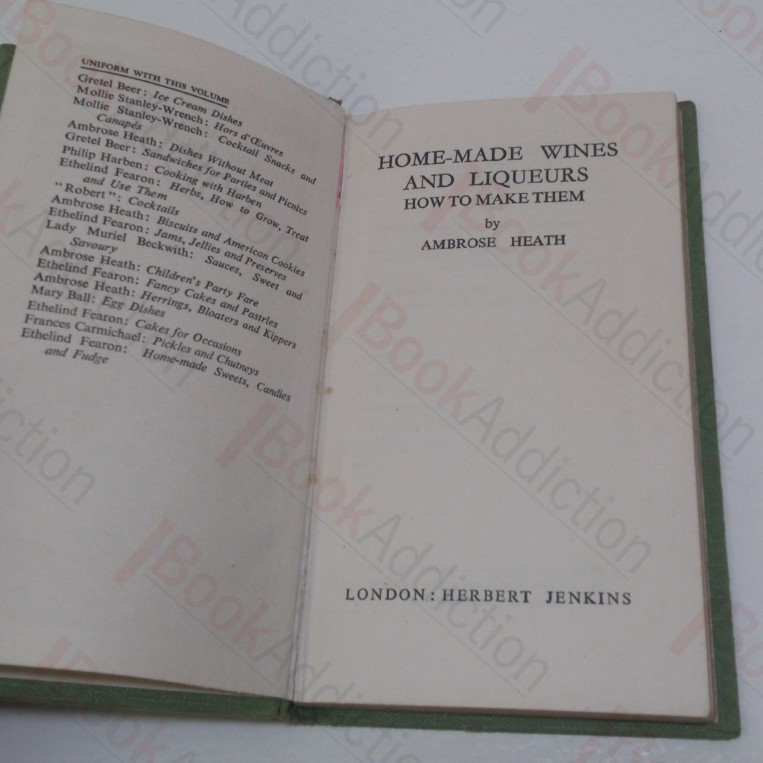 UNIFORM WITH THIS VOLUME
Gretel Beer: Ice Cream Dishes
Mollie Stanley-Wrench: Hors d'Œuvres
Mollie Stanley-Wrench: Cocktail Snacks and
Canapés
Ambrose Heath: Dishes Without Meat
Gretel Beer: Sandwiches for Parties and Picnics
Philip Harben: Cooking with Harben
Ethelind Fearon: Herbs, How to Grow, Treat
and Use Them
"Robert": Cocktails
Ambrose Heath: Biscuits and American Cookies
Ethelind Fearon: Jams, Jellies and Preserves
Lady Muriel Beckwith: Sauces, Sweet and
Savoury
Ambrose Heath: Children's Party Fare
Ethelind Fearon: Fancy Cakes and Pastries
Ambrose Heath: Herrings, Bloaters and Kippers
Mary Ball: Egg Dishes
Ethelind Fearon: Cakes for Occasions
Frances Carmichael: Pickles and Chutneys
Ethelind Fearon: Home-made Sweets, Candies
and Fudge
HOME-MADE WINES
AND LIQUEURS
HOW TO MAKE THEM
by
AMBROSE HEATH
LONDON: HERBERT JENKINS
BookAddiction